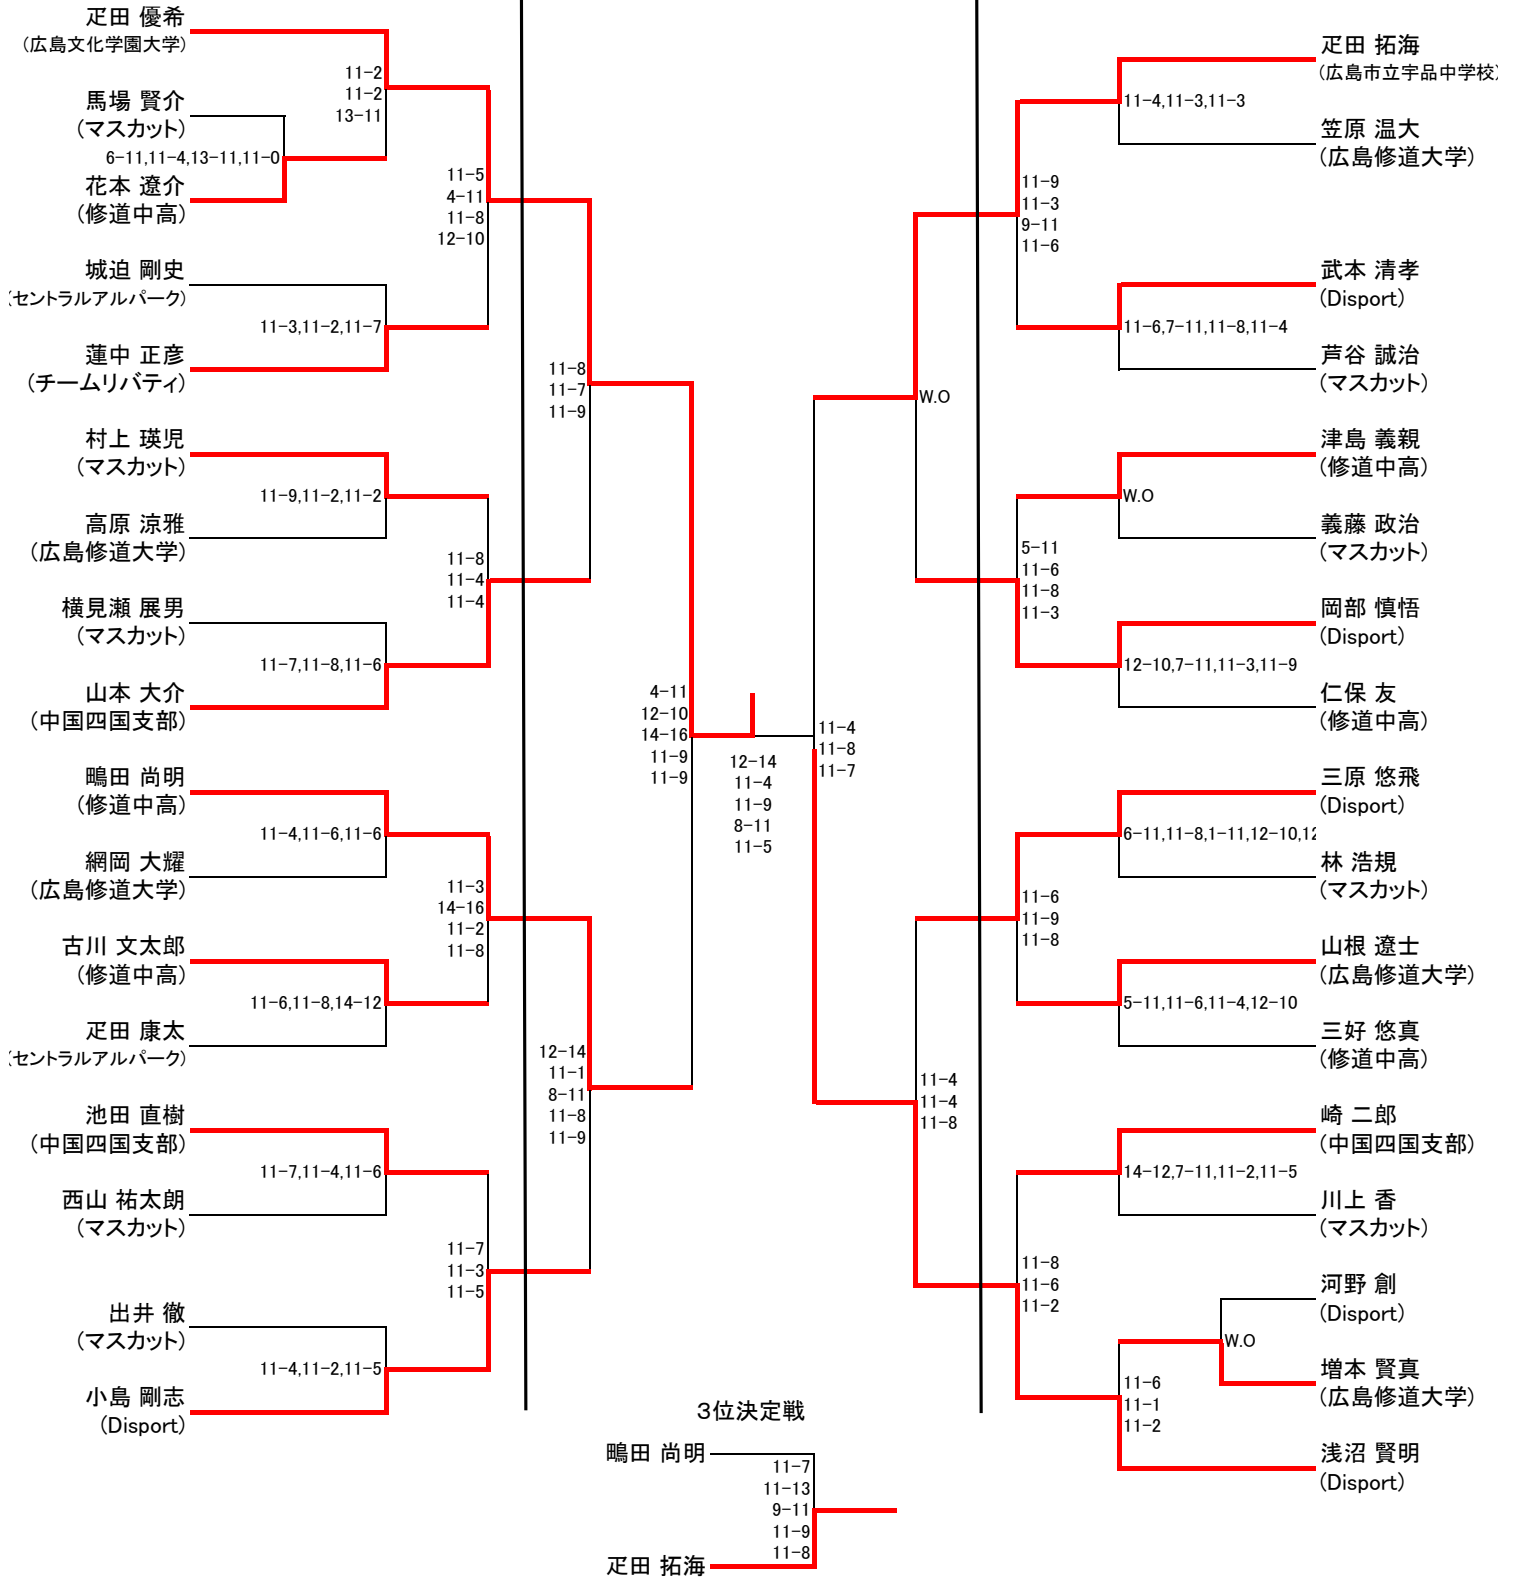 疋田 優希
(広島文化学園大学)
11-2
11-2
13-11
馬場 賢介
(マスカット)
6-11,11-4,13-11,11-0
花本 遼介
(修道中高)
11-5
4-11
11-8
12-10
城迫 剛史
(セントラルアルパーク)
11-3,11-2,11-7
蓮中 正彦
(チームリバティ)
11-8
11-7
11-9
村上 瑛児
(マスカット)
11-9,11-2,11-2
高原 涼雅
(広島修道大学)
11-8
11-4
11-4
横見瀬 展男
(マスカット)
11-7,11-8,11-6
山本 大介
(中国四国支部)
4-11
12-10
14-16
11-9
11-9
鴫田 尚明
(修道中高)
11-4,11-6,11-6
網岡 大耀
(広島修道大学)
11-3
14-16
11-2
11-8
古川 文太郎
(修道中高)
11-6,11-8,14-12
疋田 康太
(セントラルアルパーク)
12-14
11-1
8-11
11-8
11-9
池田 直樹
(中国四国支部)
11-7,11-4,11-6
西山 祐太朗
(マスカット)
11-7
11-3
11-5
出井 徹
(マスカット)
11-4,11-2,11-5
小島 剛志
(Disport)
12-14
11-4
11-9
8-11
11-5
疋田 拓海
(広島市立宇品中学校)
11-4,11-3,11-3
笠原 温大
(広島修道大学)
11-9
11-3
9-11
11-6
武本 清孝
(Disport)
11-6,7-11,11-8,11-4
芦谷 誠治
(マスカット)
W.O
津島 義親
(修道中高)
W.O
義藤 政治
(マスカット)
5-11
11-6
11-8
11-3
岡部 慎悟
(Disport)
12-10,7-11,11-3,11-9
仁保 友
(修道中高)
11-4
11-8
11-7
三原 悠飛
(Disport)
6-11,11-8,1-11,12-10,12
林 浩規
(マスカット)
11-6
11-9
11-8
山根 遼士
(広島修道大学)
5-11,11-6,11-4,12-10
三好 悠真
(修道中高)
11-4
11-4
11-8
崎 二郎
(中国四国支部)
14-12,7-11,11-2,11-5
川上 香
(マスカット)
11-8
11-6
11-2
河野 創
(Disport)
W.O
増本 賢真
(広島修道大学)
11-6
11-1
11-2
浅沼 賢明
(Disport)
3位決定戦
鴫田 尚明
11-7
11-13
9-11
11-9
11-8
疋田 拓海